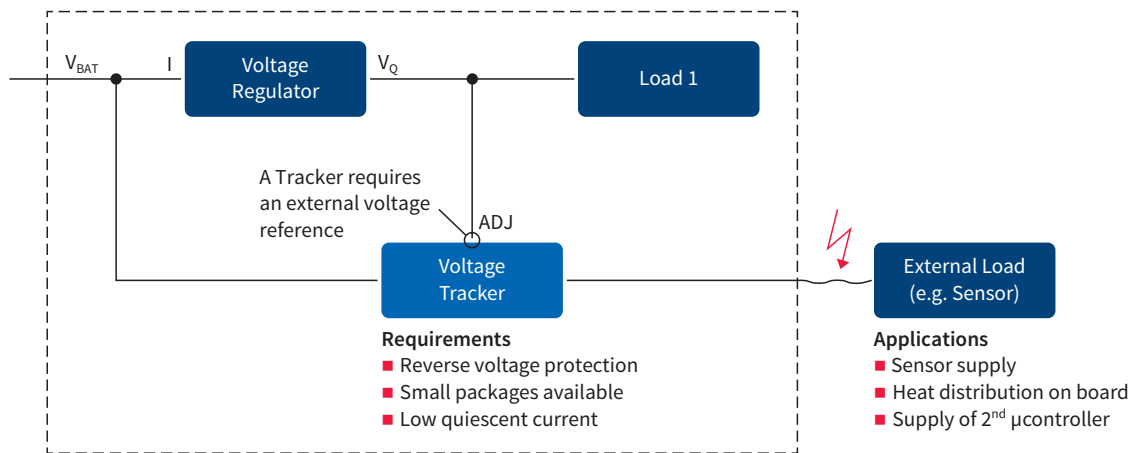 V_BAT
I
Voltage
Regulator
V_Q
Load 1
A Tracker requires
an external voltage
reference
ADJ
Voltage
Tracker
External Load
(e.g. Sensor)
Requirements
Reverse voltage protection
Small packages available
Low quiescent current
Applications
Sensor supply
Heat distribution on board
Supply of 2nd µcontroller